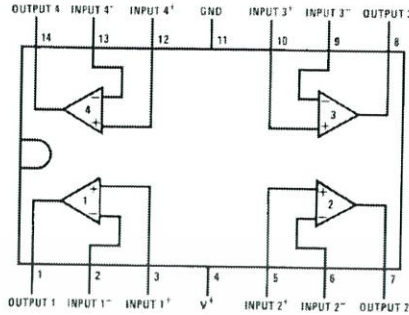 OUTPUT 4 INPUT 4⁻ INPUT 4⁺ GND INPUT 3⁺ INPUT 3⁻ OUTPUT 3
14 13 12 11 10 9 8
− −
4 3
+ +
+ +
1 2
− −
1 2 3 4 5 6 7
OUTPUT 1 INPUT 1⁻ INPUT 1⁺ V⁺ INPUT 2⁺ INPUT 2⁻ OUTPUT 2